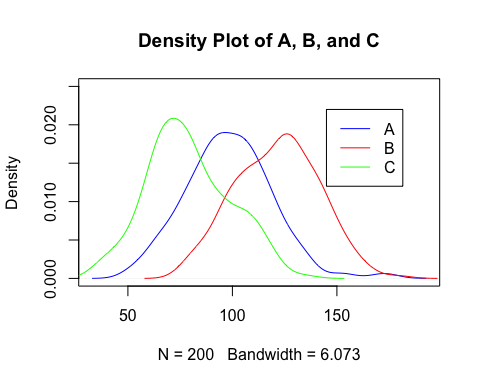 Density Plot of A, B, and C
Density
0.020
0.010
0.000
A
B
C
50 100 150
N = 200 Bandwidth = 6.073